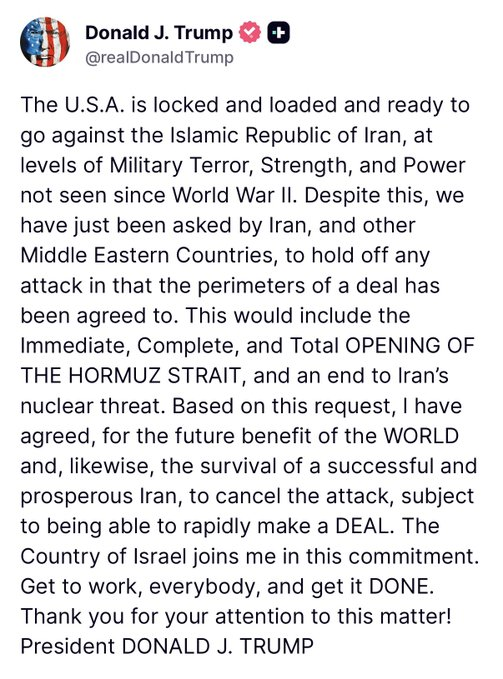 Donald J. Trump
@realDonaldTrump
The U.S.A. is locked and loaded and ready to
go against the Islamic Republic of Iran, at
levels of Military Terror, Strength, and Power
not seen since World War II. Despite this, we
have just been asked by Iran, and other
Middle Eastern Countries, to hold off any
attack in that the perimeters of a deal has
been agreed to. This would include the
Immediate, Complete, and Total OPENING OF
THE HORMUZ STRAIT, and an end to Iran’s
nuclear threat. Based on this request, I have
agreed, for the future benefit of the WORLD
and, likewise, the survival of a successful and
prosperous Iran, to cancel the attack, subject
to being able to rapidly make a DEAL. The
Country of Israel joins me in this commitment.
Get to work, everybody, and get it DONE.
Thank you for your attention to this matter!
President DONALD J. TRUMP